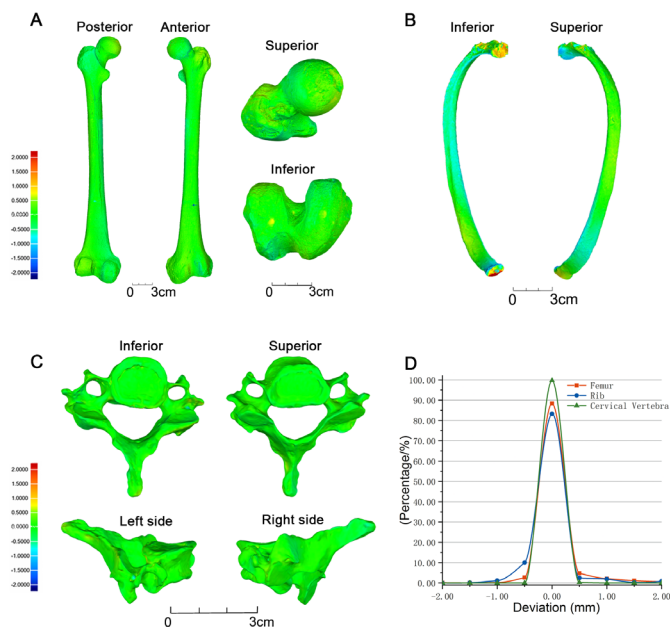 A
Posterior
Anterior
Superior
Inferior
2.0000
1.5000
1.0000
0.5000
0.0000
-0.5000
-1.0000
-1.5000
-2.0000
0 3cm
0 3cm
B
Inferior
Superior
0 3cm
C
Inferior
Superior
Left side
Right side
2.0000
1.5000
1.0000
0.5000
0.0000
-0.5000
-1.0000
-1.5000
-2.0000
0 3cm
D
100.00
90.00
80.00
70.00
60.00
50.00
40.00
30.00
20.00
10.00
0.00
(Percentage/%)
Femur
Rib
Cervical Vertebra
-2.00 -1.00 0.00 1.00 2.00
Deviation (mm)